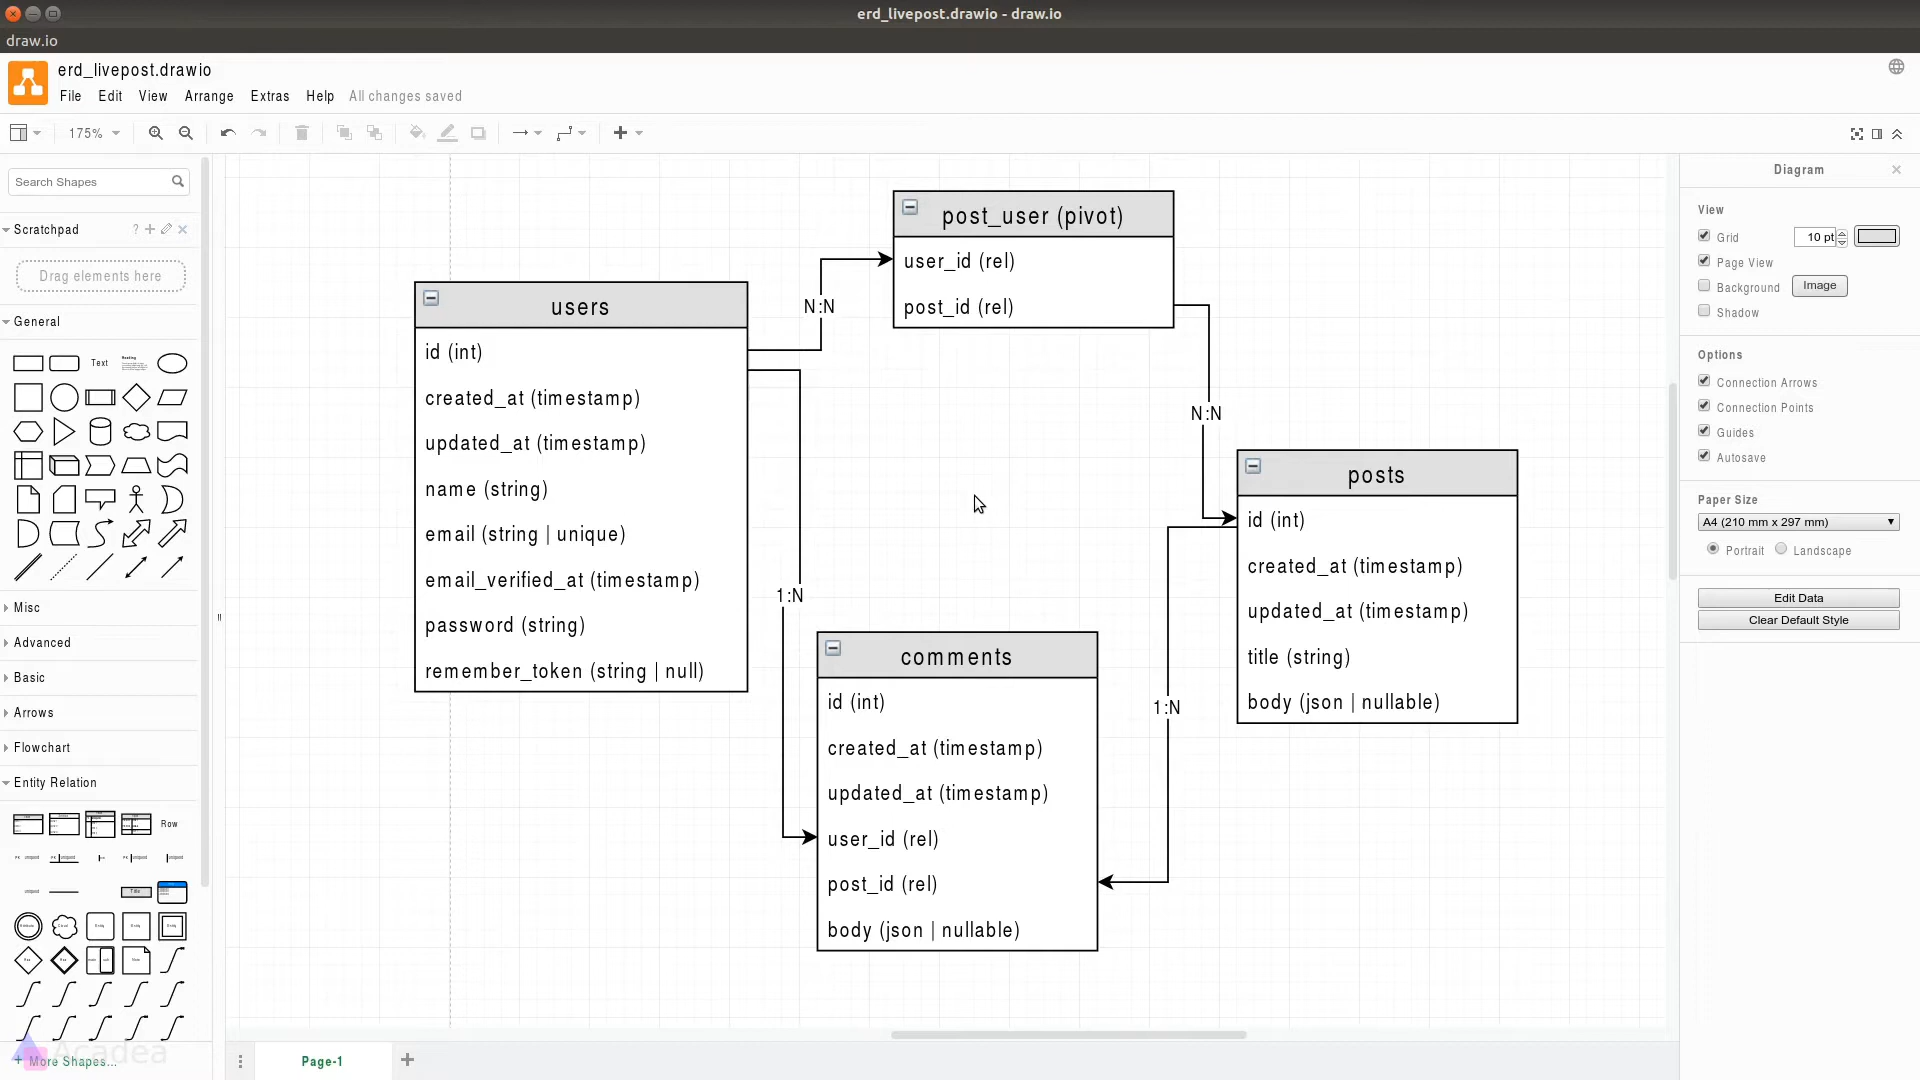 erd_livepost.drawio - draw.io
draw.io
erd_livepost.drawio
File Edit View Arrange Extras Help All changes saved
175%
Search Shapes
Scratchpad
?
Drag elements here
General
Text
Heading
Misc
Advanced
Basic
Arrows
Flowchart
Entity Relation
Row
Title
More Shapes...
Acadea
post_user (pivot)
user_id (rel)
post_id (rel)
users
id (int)
created_at (timestamp)
updated_at (timestamp)
name (string)
email (string | unique)
email_verified_at (timestamp)
password (string)
remember_token (string | null)
N:N
N:N
1:N
1:N
posts
id (int)
created_at (timestamp)
updated_at (timestamp)
title (string)
body (json | nullable)
comments
id (int)
created_at (timestamp)
updated_at (timestamp)
user_id (rel)
post_id (rel)
body (json | nullable)
Page-1
Diagram
View
Grid 10 pt
Page View
Background Image
Shadow
Options
Connection Arrows
Connection Points
Guides
Autosave
Paper Size
A4 (210 mm x 297 mm)
Portrait Landscape
Edit Data
Clear Default Style